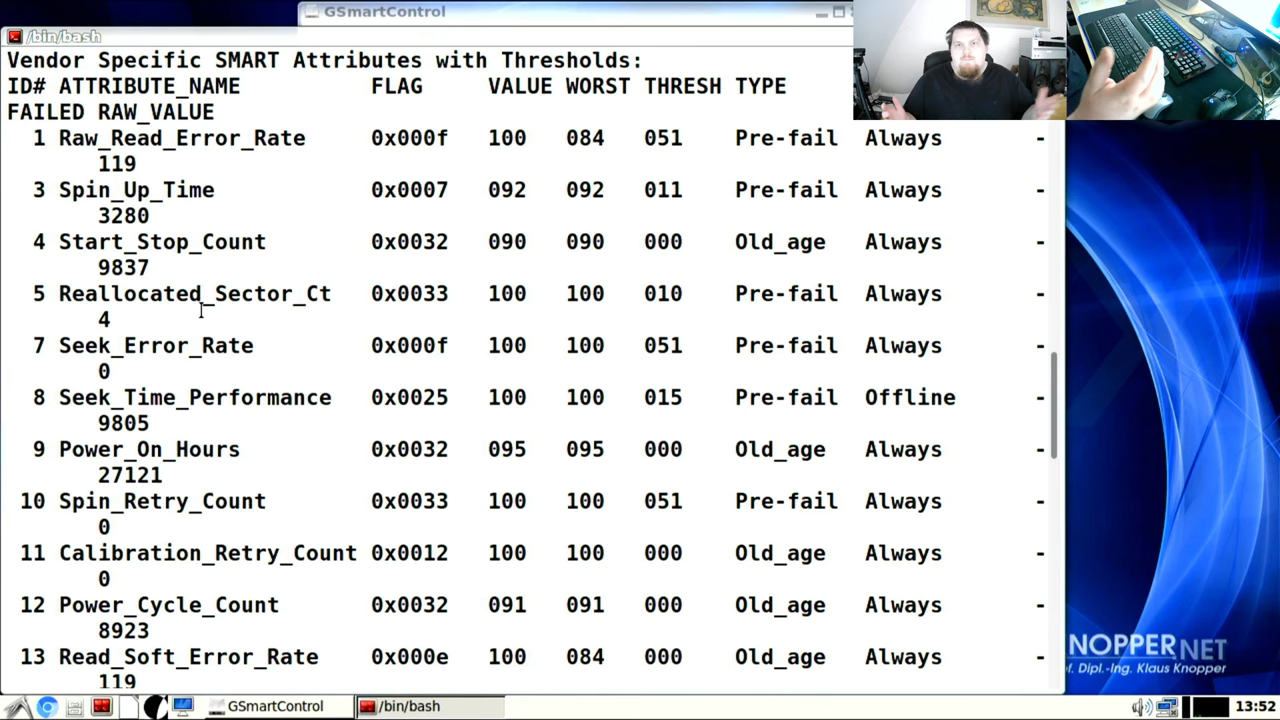 GSmartControl
/bin/bash
Vendor Specific SMART Attributes with Thresholds:
ID# ATTRIBUTE_NAME FLAG VALUE WORST THRESH TYPE
FAILED RAW_VALUE
1 Raw_Read_Error_Rate 0x000f 100 084 051 Pre-fail Always -
119
3 Spin_Up_Time 0x0007 092 092 011 Pre-fail Always -
3280
4 Start_Stop_Count 0x0032 090 090 000 Old_age Always -
9837
5 Reallocated_Sector_Ct 0x0033 100 100 010 Pre-fail Always -
4
7 Seek_Error_Rate 0x000f 100 100 051 Pre-fail Always -
0
8 Seek_Time_Performance 0x0025 100 100 015 Pre-fail Offline -
9805
9 Power_On_Hours 0x0032 095 095 000 Old_age Always -
27121
10 Spin_Retry_Count 0x0033 100 100 051 Pre-fail Always -
0
11 Calibration_Retry_Count 0x0012 100 100 000 Old_age Always -
0
12 Power_Cycle_Count 0x0032 091 091 000 Old_age Always -
8923
13 Read_Soft_Error_Rate 0x000e 100 084 000 Old_age Always -
119
NOPPER.NET
f. Dipl.-Ing. Klaus Knopper
GSmartControl
/bin/bash
13:52